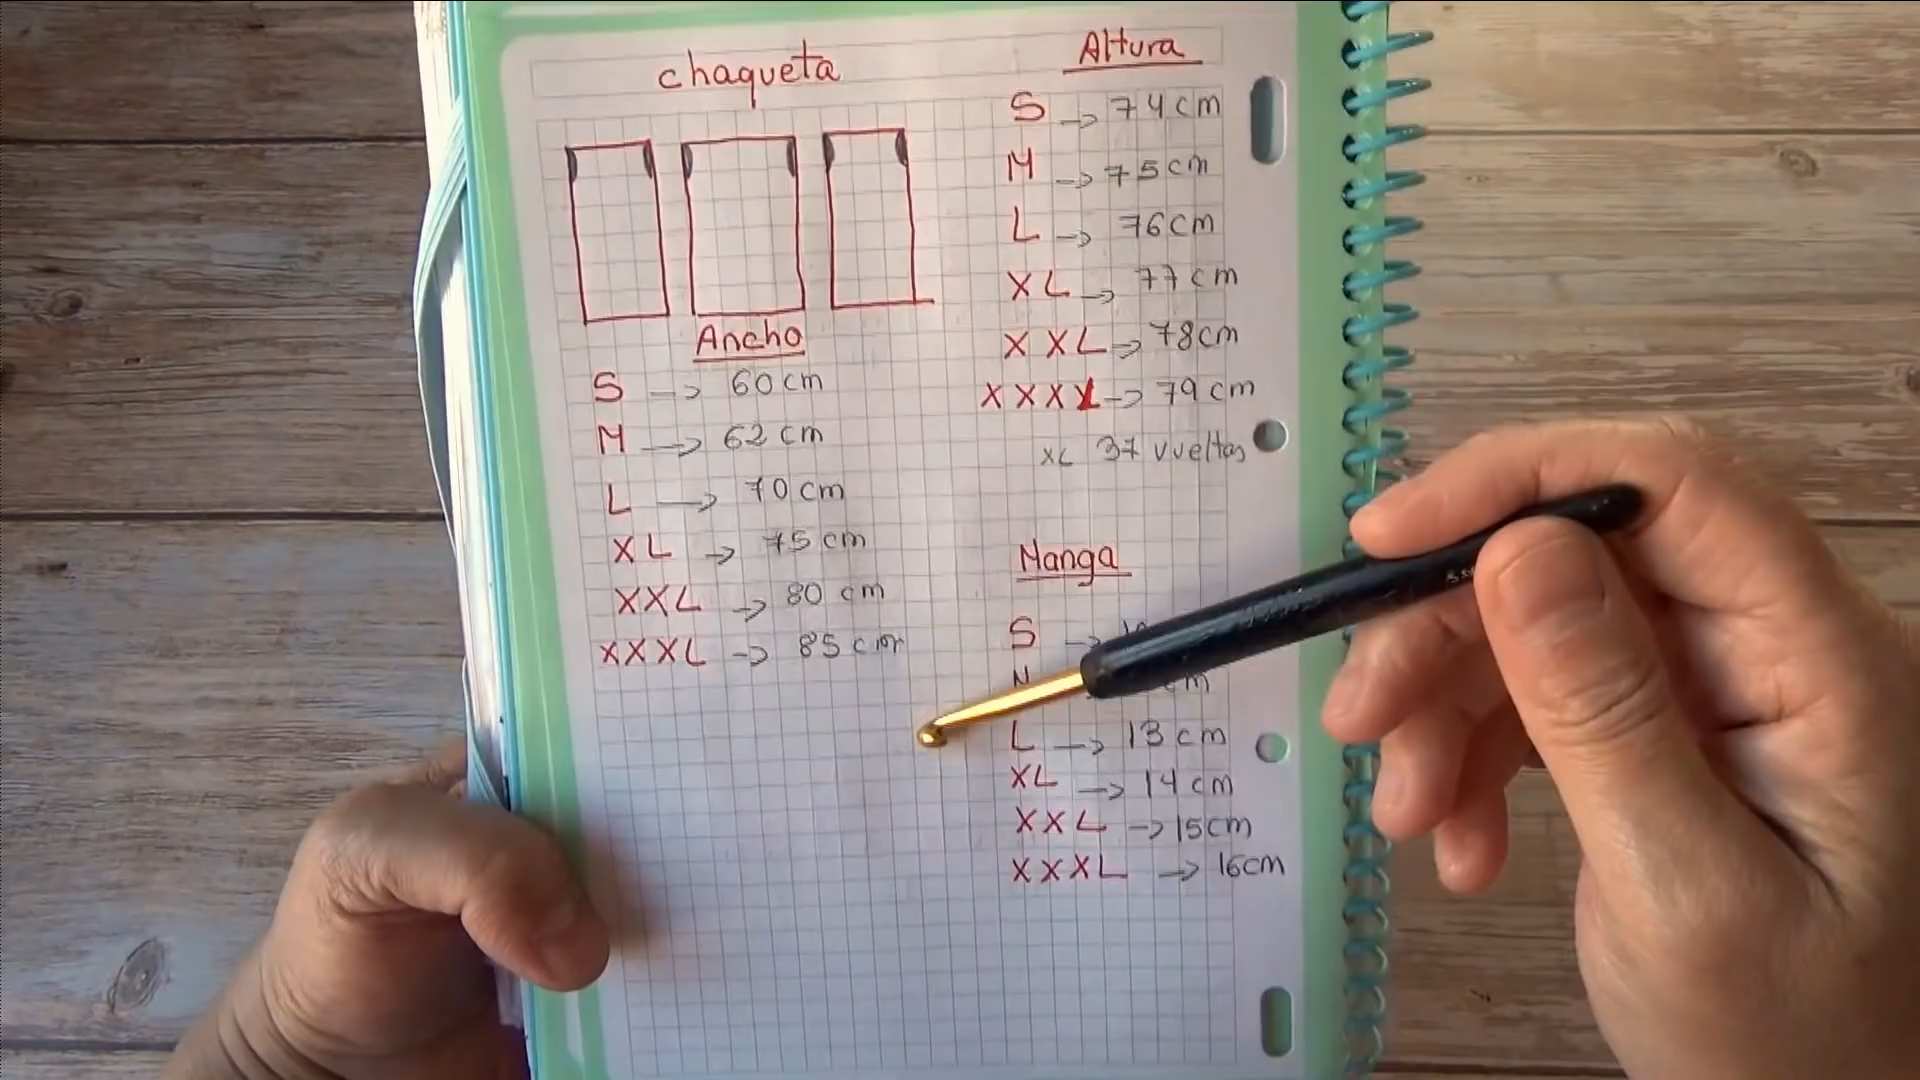 chaqueta
Ancho
S -> 60 cm
M -> 62 cm
L -> 70 cm
XL -> 75 cm
XXL -> 80 cm
XXXL -> 85 cm
Altura
S -> 74 cm
M -> 75 cm
L -> 76 cm
XL -> 77 cm
XXL -> 78 cm
XXXL -> 79 cm
XL 37 vueltas
Manga
S ->
cm
L -> 13 cm
XL -> 14 cm
XXL -> 15 cm
XXXL -> 16 cm